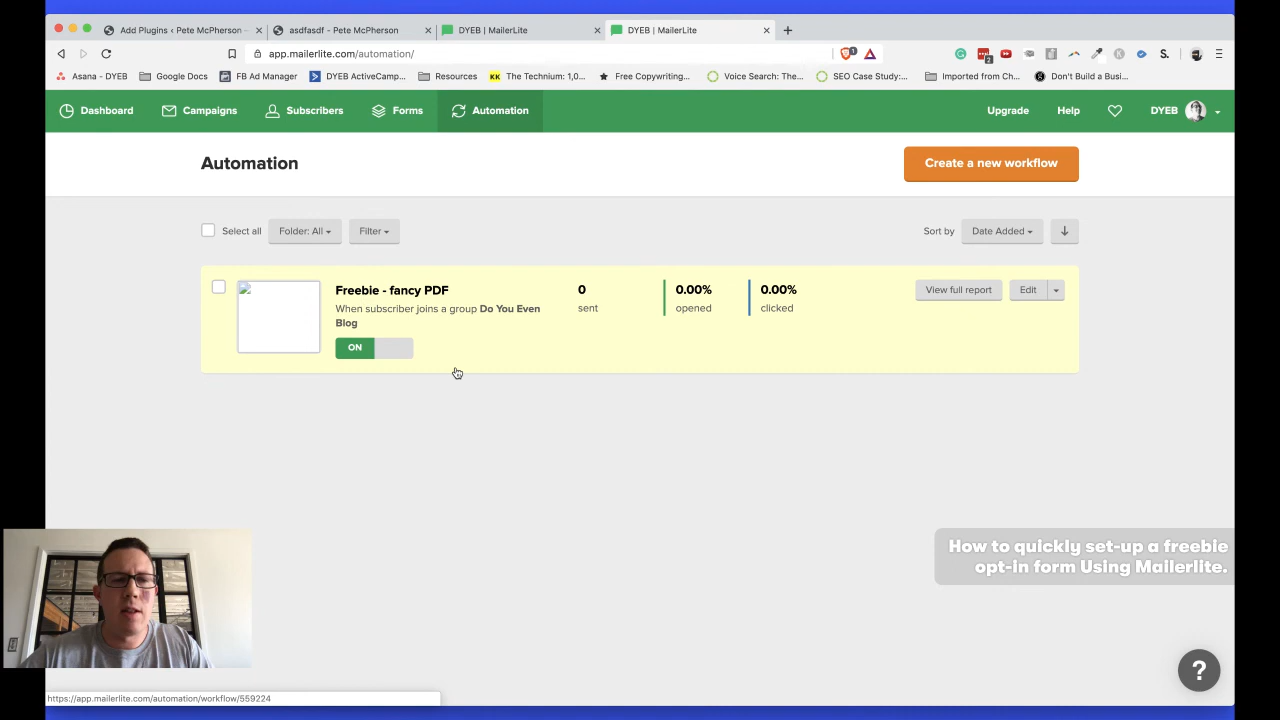 Add Plugins ‹ Pete McPherson -
asdfasdf - Pete McPherson
DYEB | MailerLite
DYEB | MailerLite
app.mailerlite.com/automation/
Asana - DYEB
Google Docs
FB Ad Manager
DYEB ActiveCamp...
Resources
The Technium: 1,0...
Free Copywriting...
Voice Search: The...
SEO Case Study:...
Imported from Ch...
Don't Build a Busi...
Dashboard
Campaigns
Subscribers
Forms
Automation
Upgrade
Help
DYEB
Automation
Create a new workflow
Select all
Folder: All
Filter
Sort by
Date Added
Freebie - fancy PDF
When subscriber joins a group Do You Even
Blog
ON
0
sent
0.00%
opened
0.00%
clicked
View full report
Edit
How to quickly set-up a freebie
opt-in form Using Mailerlite.
?
https://app.mailerlite.com/automation/workflow/559224